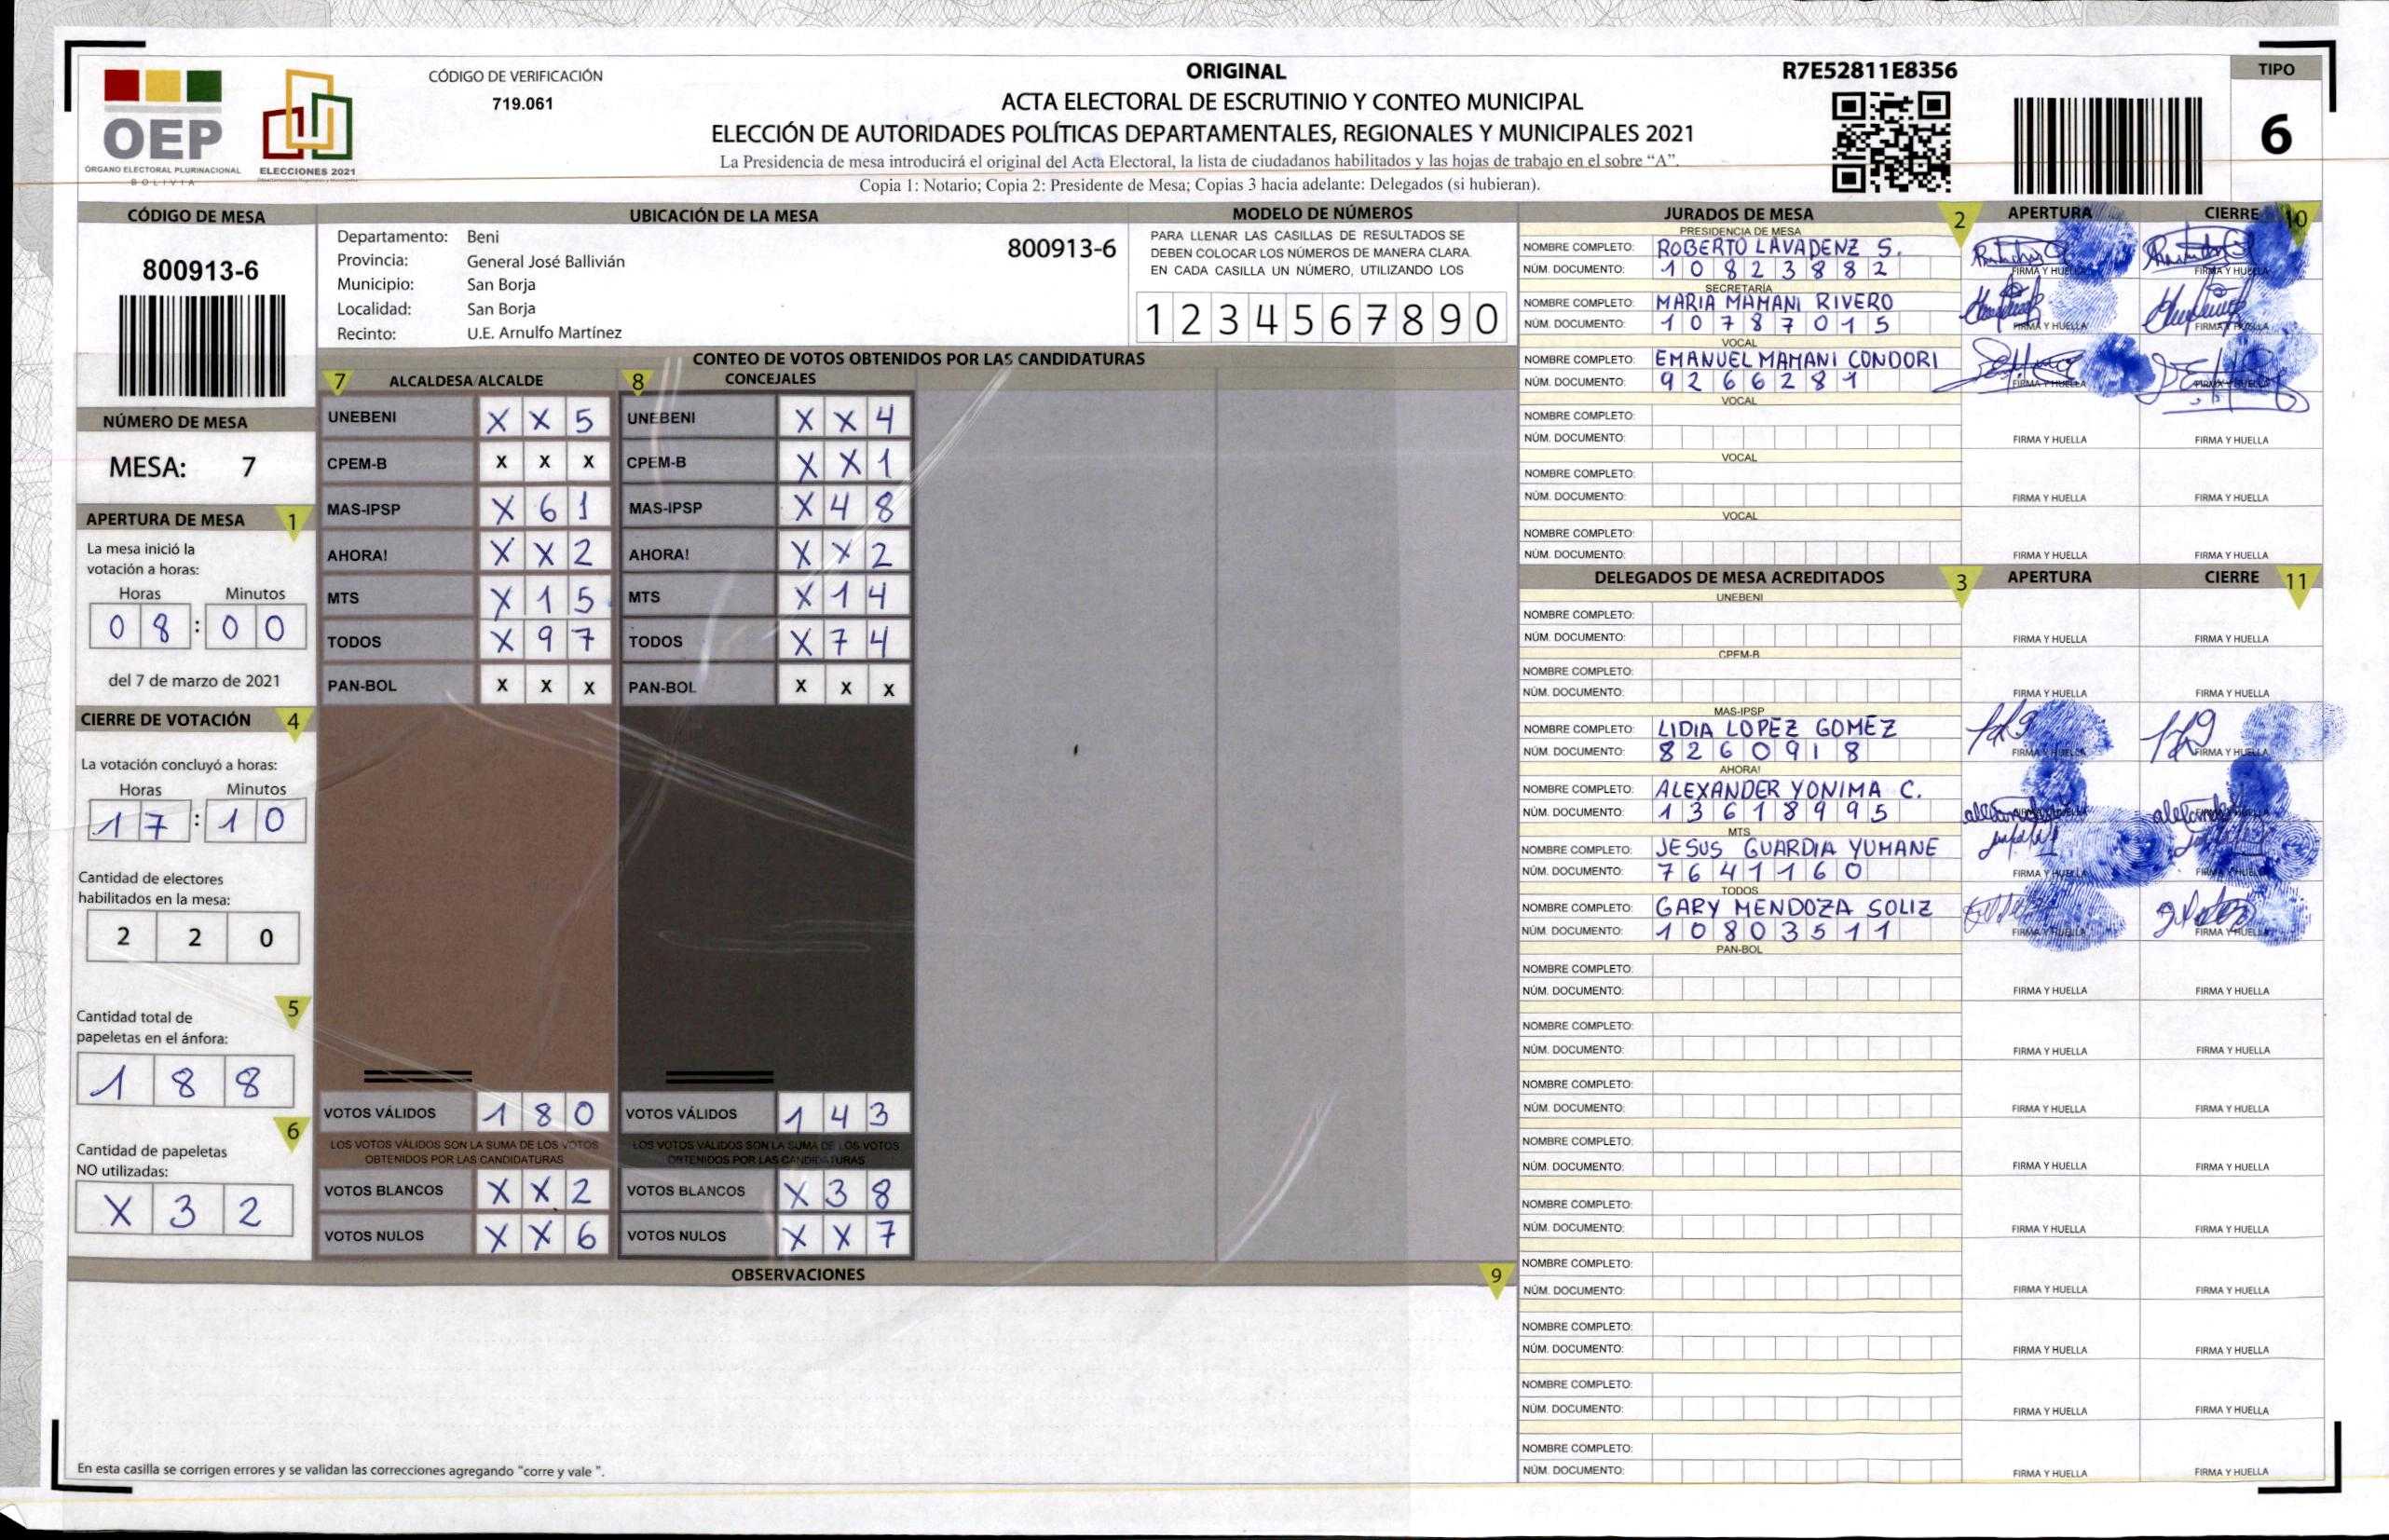 OEP
ÓRGANO ELECTORAL PLURINACIONAL
BOLIVIA
ELECCIONES 2021
CÓDIGO DE VERIFICACIÓN
719.061
ORIGINAL
ACTA ELECTORAL DE ESCRUTINIO Y CONTEO MUNICIPAL
ELECCIÓN DE AUTORIDADES POLÍTICAS DEPARTAMENTALES, REGIONALES Y MUNICIPALES 2021
La Presidencia de mesa introducirá el original del Acta Electoral, la lista de ciudadanos habilitados y las hojas de trabajo en el sobre “A”.
Copia 1: Notario; Copia 2: Presidente de Mesa; Copias 3 hacia adelante: Delegados (si hubieran).
R7E52811E8356
TIPO
6
CÓDIGO DE MESA
800913-6
NÚMERO DE MESA
MESA: 7
APERTURA DE MESA 1
La mesa inició la
votación a horas:
Horas Minutos
0 8 : 0 0
del 7 de marzo de 2021
CIERRE DE VOTACIÓN 4
La votación concluyó a horas:
Horas Minutos
1 7 : 1 0
Cantidad de electores
habilitados en la mesa:
2 2 0
5
Cantidad total de
papeletas en el ánfora:
1 8 8
6
Cantidad de papeletas
NO utilizadas:
X 3 2
UBICACIÓN DE LA MESA
Departamento: Beni
Provincia: General José Ballivián
Municipio: San Borja
Localidad: San Borja
Recinto: U.E. Arnulfo Martínez
800913-6
MODELO DE NÚMEROS
PARA LLENAR LAS CASILLAS DE RESULTADOS SE
DEBEN COLOCAR LOS NÚMEROS DE MANERA CLARA.
EN CADA CASILLA UN NÚMERO, UTILIZANDO LOS
1 2 3 4 5 6 7 8 9 0
CONTEO DE VOTOS OBTENIDOS POR LAS CANDIDATURAS
7 ALCALDESA/ALCALDE 8 CONCEJALES
UNEBENI X X 5 UNEBENI X X 4
CPEM-B X X X CPEM-B X X 1
MAS-IPSP X 6 1 MAS-IPSP X 4 8
AHORA! X X 2 AHORA! X X 2
MTS X 1 5 MTS X 1 4
TODOS X 9 7 TODOS X 7 4
PAN-BOL X X X PAN-BOL X X X
VOTOS VÁLIDOS 1 8 0 VOTOS VÁLIDOS 1 4 3
LOS VOTOS VÁLIDOS SON LA SUMA DE LOS VOTOS LOS VOTOS VÁLIDOS SON LA SUMA DE LOS VOTOS
OBTENIDOS POR LAS CANDIDATURAS OBTENIDOS POR LAS CANDIDATURAS
VOTOS BLANCOS X X 2 VOTOS BLANCOS X 3 8
VOTOS NULOS X X 6 VOTOS NULOS X X 7
OBSERVACIONES 9
En esta casilla se corrigen errores y se validan las correcciones agregando "corre y vale ".
JURADOS DE MESA 2 APERTURA CIERRE 10
PRESIDENCIA DE MESA
NOMBRE COMPLETO: ROBERTO LAVADENZ S.
NÚM. DOCUMENTO: 1 0 8 2 3 8 8 2 FIRMA Y HUELLA FIRMA Y HUELLA
SECRETARÍA
NOMBRE COMPLETO: MARIA MAMANI RIVERO
NÚM. DOCUMENTO: 1 0 7 8 7 0 1 5 FIRMA Y HUELLA FIRMA Y HUELLA
VOCAL
NOMBRE COMPLETO: EMANUEL MAMANI CONDORI
NÚM. DOCUMENTO: 9 2 6 6 2 8 1 FIRMA Y HUELLA FIRMA Y HUELLA
VOCAL
NOMBRE COMPLETO:
NÚM. DOCUMENTO: FIRMA Y HUELLA FIRMA Y HUELLA
VOCAL
NOMBRE COMPLETO:
NÚM. DOCUMENTO: FIRMA Y HUELLA FIRMA Y HUELLA
VOCAL
NOMBRE COMPLETO:
NÚM. DOCUMENTO: FIRMA Y HUELLA FIRMA Y HUELLA
DELEGADOS DE MESA ACREDITADOS 3 APERTURA CIERRE 11
UNEBENI
NOMBRE COMPLETO:
NÚM. DOCUMENTO: FIRMA Y HUELLA FIRMA Y HUELLA
CPEM-B
NOMBRE COMPLETO:
NÚM. DOCUMENTO: FIRMA Y HUELLA FIRMA Y HUELLA
MAS-IPSP
NOMBRE COMPLETO: LIDIA LOPEZ GOMEZ
NÚM. DOCUMENTO: 8 2 6 0 9 1 8 FIRMA Y HUELLA FIRMA Y HUELLA
AHORA!
NOMBRE COMPLETO: ALEXANDER YONIMA C.
NÚM. DOCUMENTO: 1 3 6 1 8 9 9 5
MTS
NOMBRE COMPLETO: JESUS GUARDIA YUMANE
NÚM. DOCUMENTO: 7 6 4 1 1 6 0 FIRMA Y HUELLA FIRMA Y HUELLA
TODOS
NOMBRE COMPLETO: GARY MENDOZA SOLIZ
NÚM. DOCUMENTO: 1 0 8 0 3 5 1 1 FIRMA Y HUELLA FIRMA Y HUELLA
PAN-BOL
NOMBRE COMPLETO:
NÚM. DOCUMENTO: FIRMA Y HUELLA FIRMA Y HUELLA
NOMBRE COMPLETO:
NÚM. DOCUMENTO: FIRMA Y HUELLA FIRMA Y HUELLA
NOMBRE COMPLETO:
NÚM. DOCUMENTO: FIRMA Y HUELLA FIRMA Y HUELLA
NOMBRE COMPLETO:
NÚM. DOCUMENTO: FIRMA Y HUELLA FIRMA Y HUELLA
NOMBRE COMPLETO:
NÚM. DOCUMENTO: FIRMA Y HUELLA FIRMA Y HUELLA
NOMBRE COMPLETO:
NÚM. DOCUMENTO: FIRMA Y HUELLA FIRMA Y HUELLA
NOMBRE COMPLETO:
NÚM. DOCUMENTO: FIRMA Y HUELLA FIRMA Y HUELLA
NOMBRE COMPLETO:
NÚM. DOCUMENTO: FIRMA Y HUELLA FIRMA Y HUELLA
NOMBRE COMPLETO:
NÚM. DOCUMENTO: FIRMA Y HUELLA FIRMA Y HUELLA